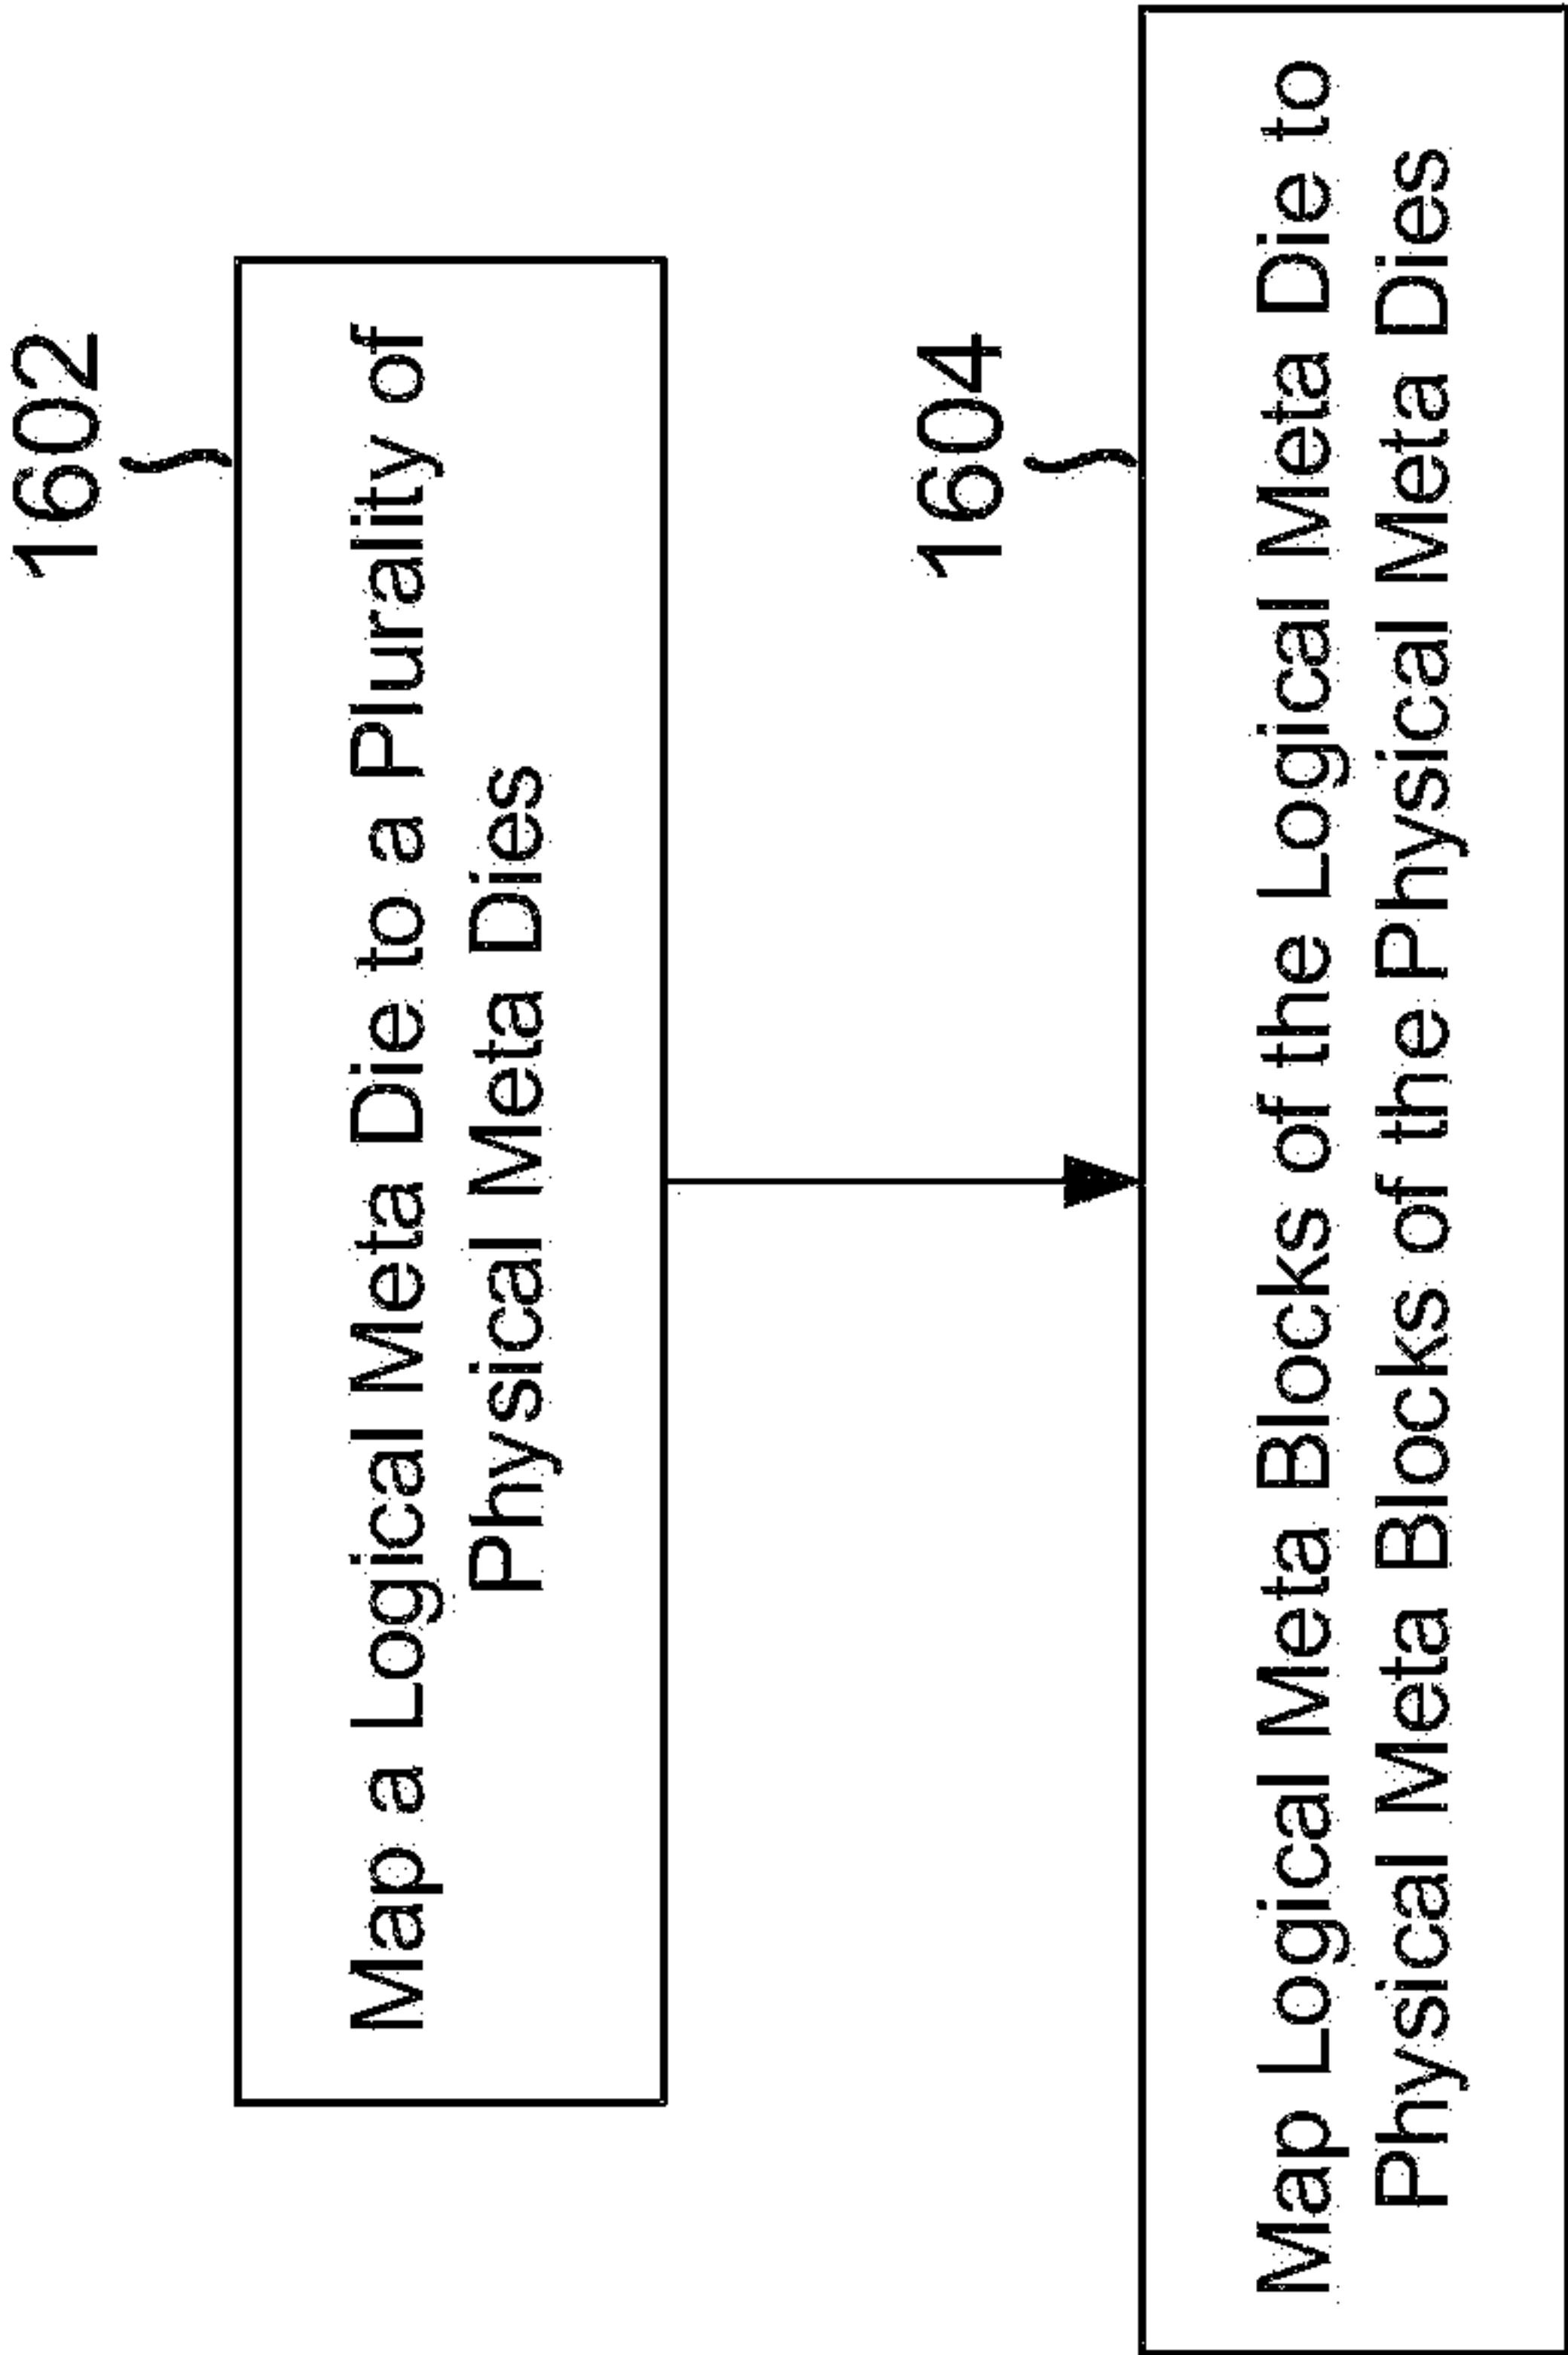 1602
Map a Logical Meta Die to a Plurality of
Physical Meta Dies
1604
Map Logical Meta Blocks of the Logical Meta Die to
Physical Meta Blocks of the Physical Meta Dies